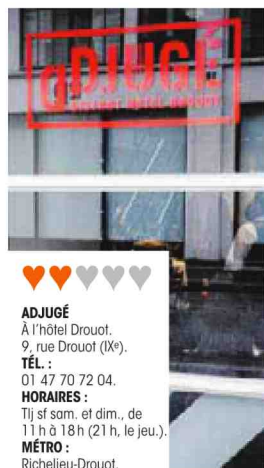 aDJUGÉ
ADJUGÉ
À l'hôtel Drouot.
9, rue Drouot (IXe).
TÉL. :
01 47 70 72 04.
HORAIRES :
Tlj sf sam. et dim., de
11 h à 18 h (21 h, le jeu.).
MÉTRO :
Richelieu-Drouot.